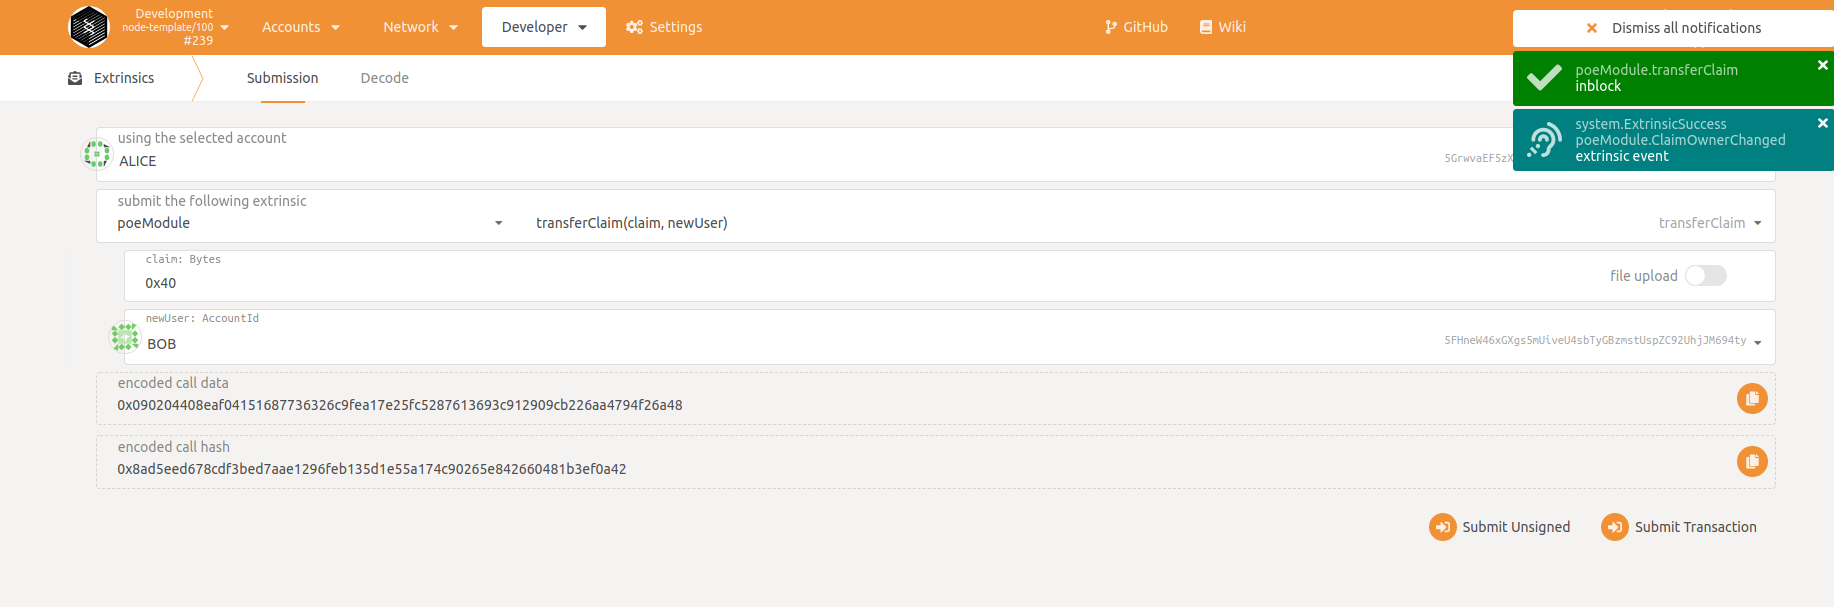 Development
node-template/100
#239
Accounts
Network
Developer
Settings
GitHub
Wiki
Dismiss all notifications
Extrinsics
Submission
Decode
poeModule.transferClaim
inblock
system.ExtrinsicSuccess
poeModule.ClaimOwnerChanged
extrinsic event
using the selected account
ALICE
5GrwvaEF5zX
submit the following extrinsic
poeModule
transferClaim(claim, newUser)
transferClaim
claim: Bytes
0x40
file upload
newUser: AccountId
BOB
5FHneW46xGXgs5mUiveU4sbTyGBzmstUspZC92UhjJM694ty
encoded call data
0x090204408eaf04151687736326c9fea17e25fc5287613693c912909cb226aa4794f26a48
encoded call hash
0x8ad5eed678cdf3bed7aae1296feb135d1e55a174c90265e842660481b3ef0a42
Submit Unsigned
Submit Transaction